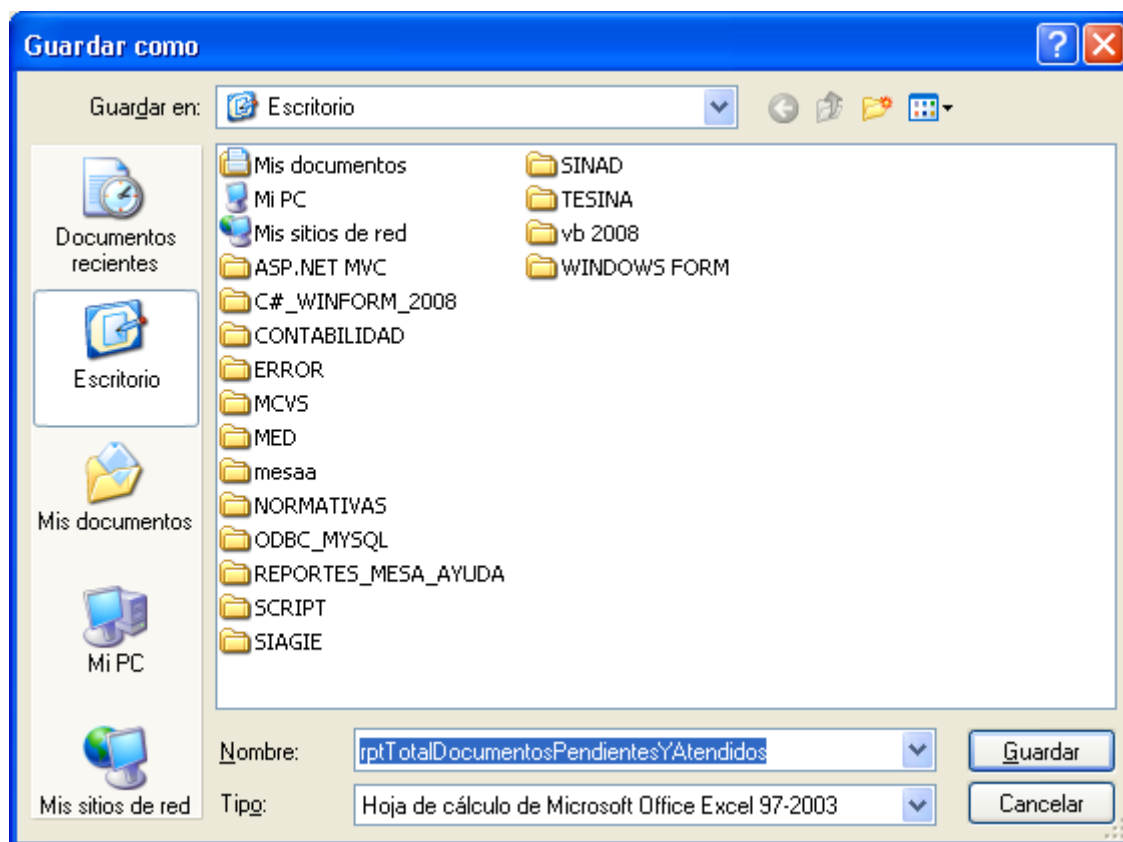 Guardar como
Guardar en: Escritorio
Documentos recientes
Escritorio
Mis documentos
Mi PC
Mis sitios de red
Mis documentos
Mi PC
Mis sitios de red
ASP.NET MVC
C#_WINFORM_2008
CONTABILIDAD
ERROR
MCVS
MED
mesaa
NORMATIVAS
ODBC_MYSQL
REPORTES_MESA_AYUDA
SCRIPT
SIAGIE
SINAD
TESINA
vb 2008
WINDOWS FORM
Nombre: rptTotalDocumentosPendientesYAtendidos Guardar
Tipo: Hoja de cálculo de Microsoft Office Excel 97-2003 Cancelar